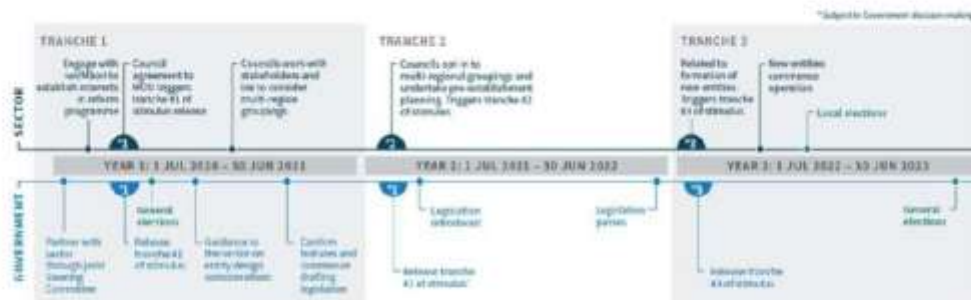 *Subject to Government decision-making
TRANCHE 1
TRANCHE 2
TRANCHE 3
Engage with
sector to
establish interests
in reform
programme
Council
agreement to
MOU triggers
tranche #1 of
stimulus release
Councils work with
stakeholders and
iwi to consider
multi-region
groupings
Councils opt in to
multi-regional groupings and
undertake pre-establishment
planning. Triggers tranche #2
of stimulus
Related to
formation of
new entities
Triggers tranche
#3 of stimulus
New entities
commence
operation
Local elections
SECTOR
YEAR 1: 1 JUL 2020 – 30 JUN 2021
YEAR 2: 1 JUL 2021 – 30 JUN 2022
YEAR 3: 1 JUL 2022 – 30 JUN 2023
GOVERNMENT
Partner with
sector
through joint
Steering
Committee
Release
tranche #1
of stimulus
General
elections
Guidance to
the sector on
entity design
considerations
Confirm
features and
commence
drafting
legislation
Release tranche
#2 of stimulus*
Legislation
introduced
Legislation
passes
Release tranche
#3 of stimulus
General
elections